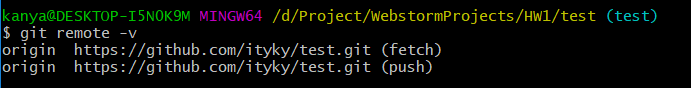 kanya@DESKTOP-I5NOK9M MINGW64 /d/Project/WebstormProjects/HW1/test (test)
$ git remote -v
origin  https://github.com/ityky/test.git (fetch)
origin  https://github.com/ityky/test.git (push)